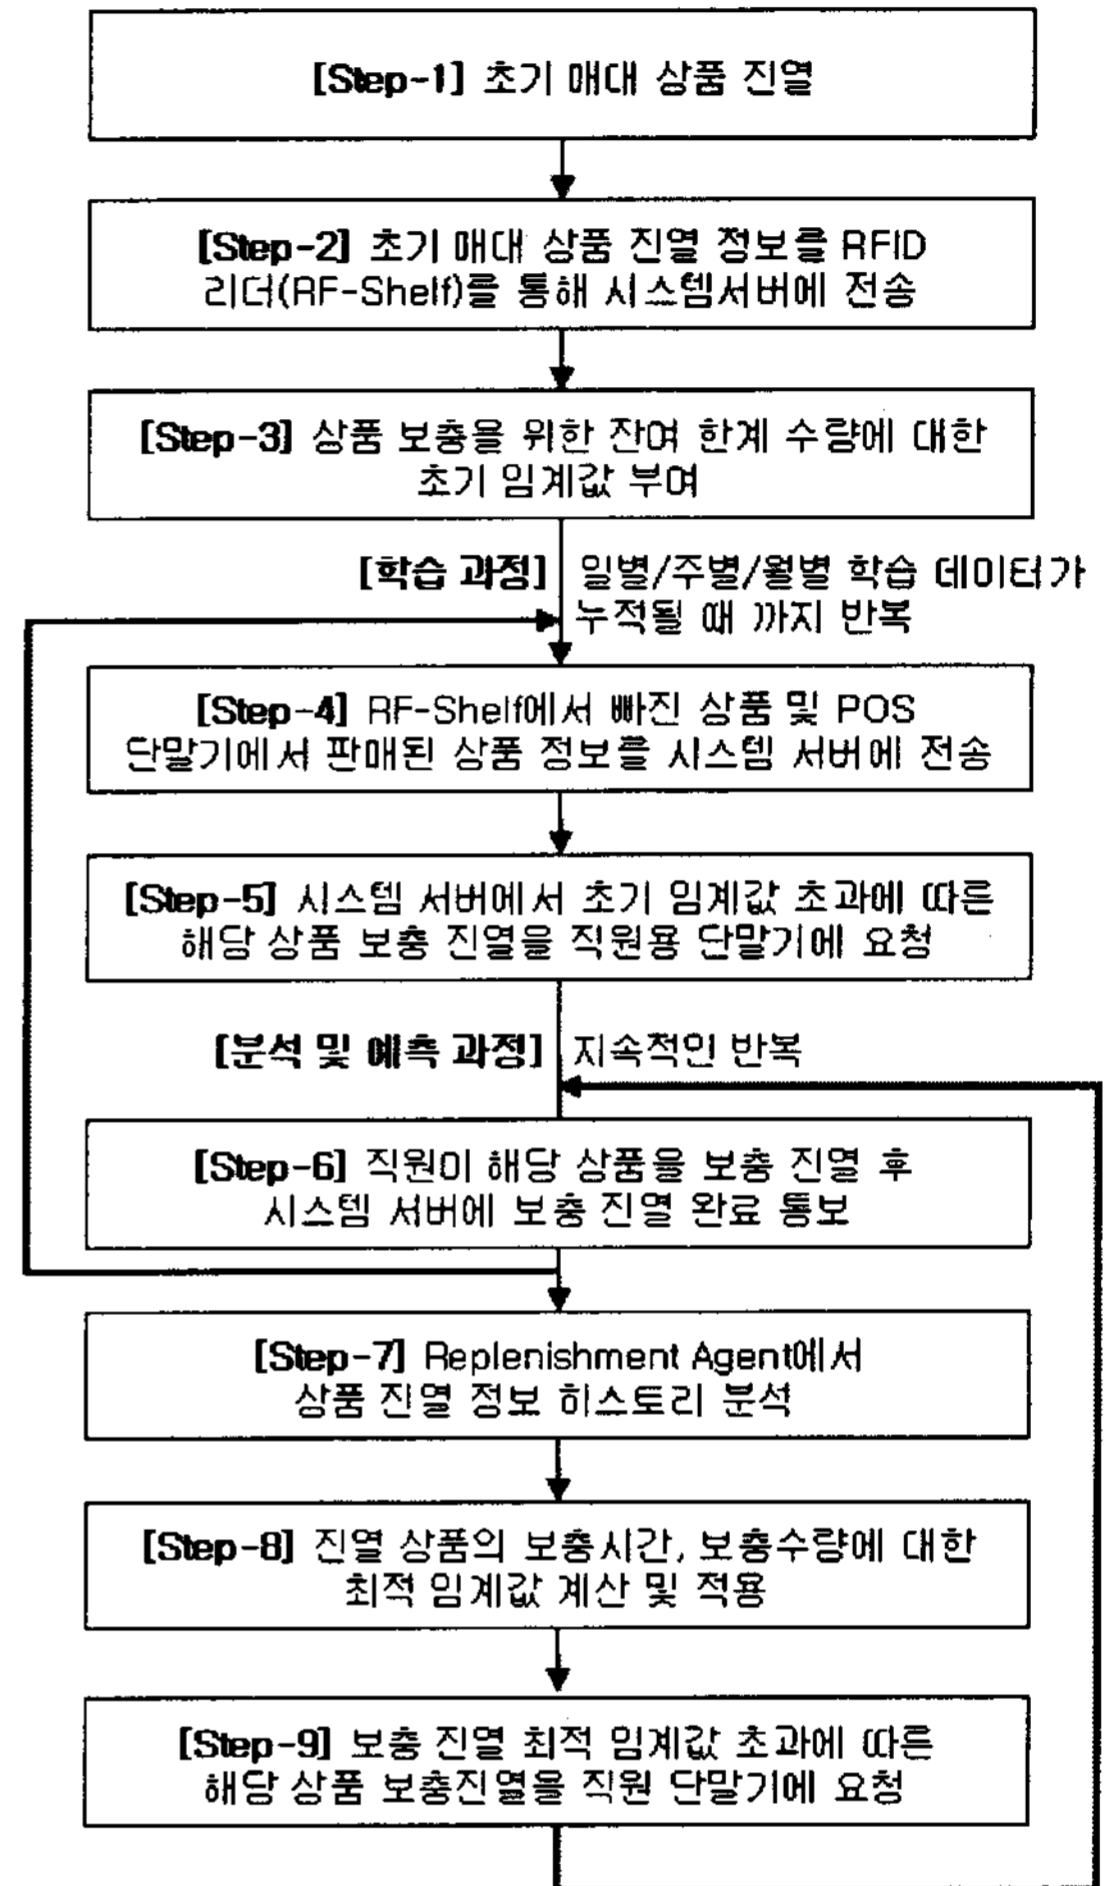 [Step-1] 초기 매대 상품 진열
[Step-2] 초기 매대 상품 진열 정보를 RFID
리더(RF-Shelf)를 통해 시스템서버에 전송
[Step-3] 상품 보충을 위한 잔여 한계 수량에 대한
초기 임계값 부여
[학습 과정] 일별/주별/월별 학습 데이터가
누적될 때 까지 반복
[Step-4] RF-Shelf에서 빠진 상품 및 POS
단말기에서 판매된 상품 정보를 시스템 서버에 전송
[Step-5] 시스템 서버에서 초기 임계값 초과에 따른
해당 상품 보충 진열을 직원용 단말기에 요청
[분석 및 예측 과정] 지속적인 반복
[Step-6] 직원이 해당 상품을 보충 진열 후
시스템 서버에 보충 진열 완료 통보
[Step-7] Replenishment Agent에서
상품 진열 정보 히스토리 분석
[Step-8] 진열 상품의 보충시간, 보충수량에 대한
최적 임계값 계산 및 적용
[Step-9] 보충 진열 최적 임계값 초과에 따른
해당 상품 보충진열을 직원 단말기에 요청